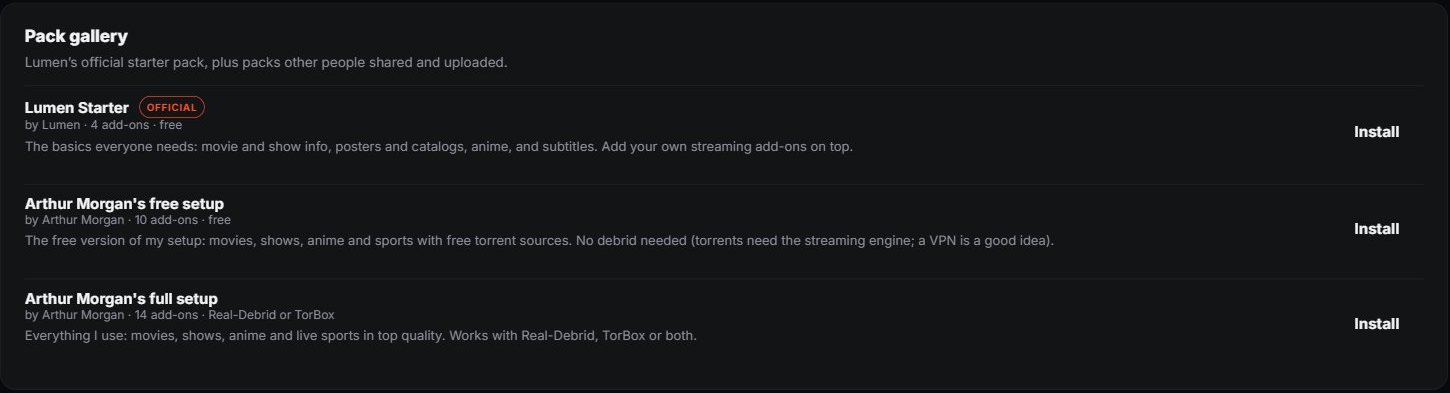 Pack gallery
Lumen’s official starter pack, plus packs other people shared and uploaded.
Lumen Starter OFFICIAL
by Lumen · 4 add-ons · free
The basics everyone needs: movie and show info, posters and catalogs, anime, and subtitles. Add your own streaming add-ons on top.
Install
Arthur Morgan's free setup
by Arthur Morgan · 10 add-ons · free
The free version of my setup: movies, shows, anime and sports with free torrent sources. No debrid needed (torrents need the streaming engine; a VPN is a good idea).
Install
Arthur Morgan's full setup
by Arthur Morgan · 14 add-ons · Real-Debrid or TorBox
Everything I use: movies, shows, anime and live sports in top quality. Works with Real-Debrid, TorBox or both.
Install